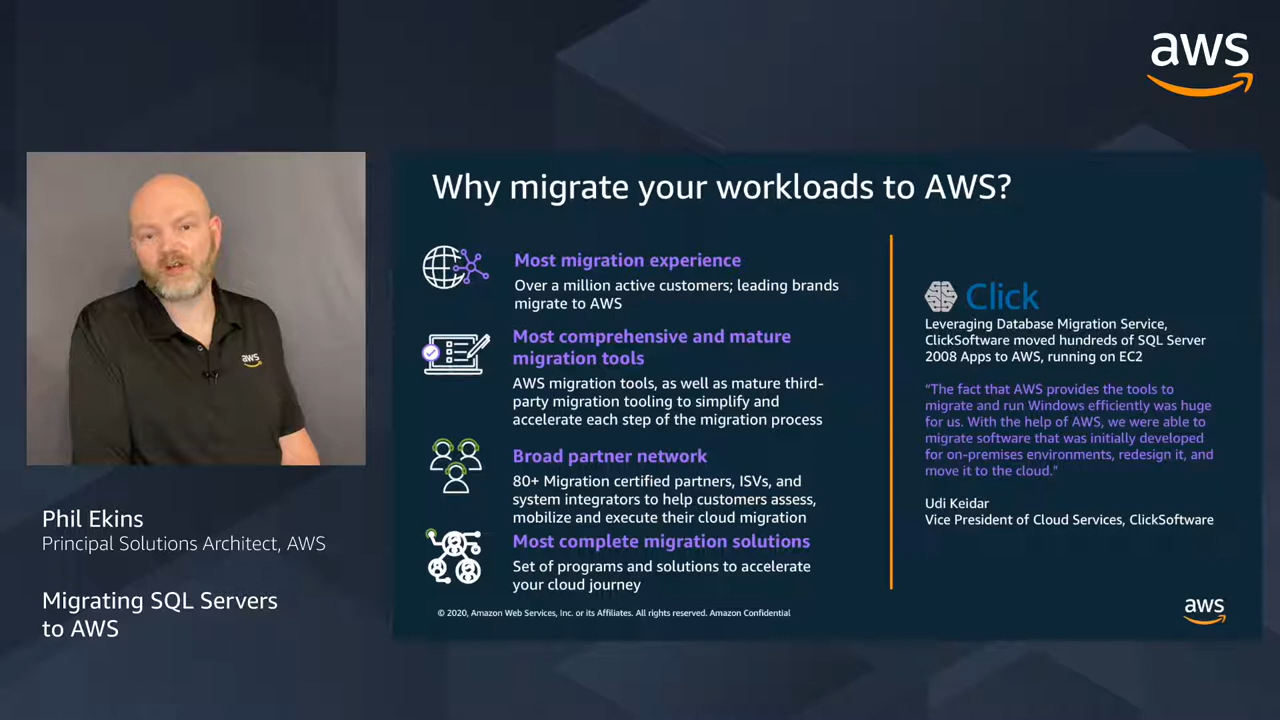 aws
Why migrate your workloads to AWS?
Most migration experience
Over a million active customers; leading brands
migrate to AWS
Most comprehensive and mature
migration tools
AWS migration tools, as well as mature third-
party migration tooling to simplify and
accelerate each step of the migration process
Broad partner network
80+ Migration certified partners, ISVs, and
system integrators to help customers assess,
mobilize and execute their cloud migration
Most complete migration solutions
Set of programs and solutions to accelerate
your cloud journey
© 2020, Amazon Web Services, Inc. or its Affiliates. All rights reserved. Amazon Confidential
Click
Leveraging Database Migration Service,
ClickSoftware moved hundreds of SQL Server
2008 Apps to AWS, running on EC2
“The fact that AWS provides the tools to
migrate and run Windows efficiently was huge
for us. With the help of AWS, we were able to
migrate software that was initially developed
for on-premises environments, redesign it, and
move it to the cloud.”
Udi Keidar
Vice President of Cloud Services, ClickSoftware
aws
aws
Phil Ekins
Principal Solutions Architect, AWS
Migrating SQL Servers
to AWS